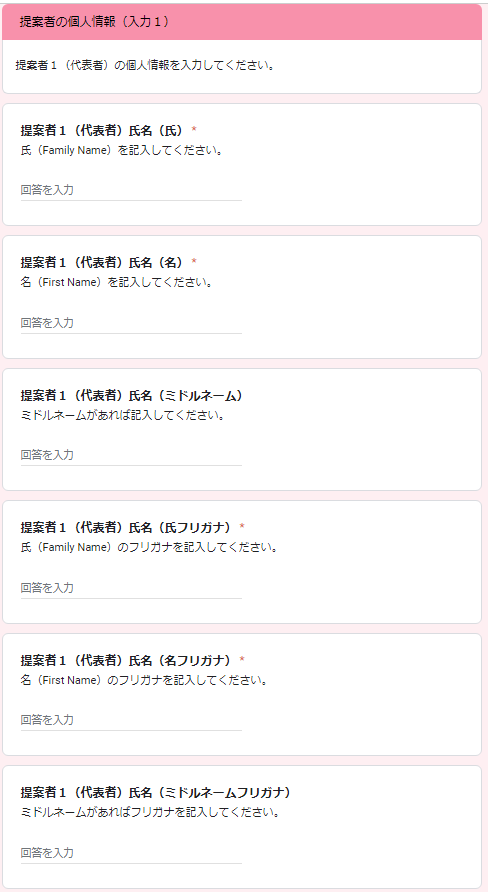 提案者の個人情報（入力１）
提案者１（代表者）の個人情報を入力してください。
提案者１（代表者）氏名（氏） *
氏（Family Name）を記入してください。
回答を入力
提案者１（代表者）氏名（名） *
名（First Name）を記入してください。
回答を入力
提案者１（代表者）氏名（ミドルネーム）
ミドルネームがあれば記入してください。
回答を入力
提案者１（代表者）氏名（氏フリガナ） *
氏（Family Name）のフリガナを記入してください。
回答を入力
提案者１（代表者）氏名（名フリガナ） *
名（First Name）のフリガナを記入してください。
回答を入力
提案者１（代表者）氏名（ミドルネームフリガナ）
ミドルネームがあればフリガナを記入してください。
回答を入力